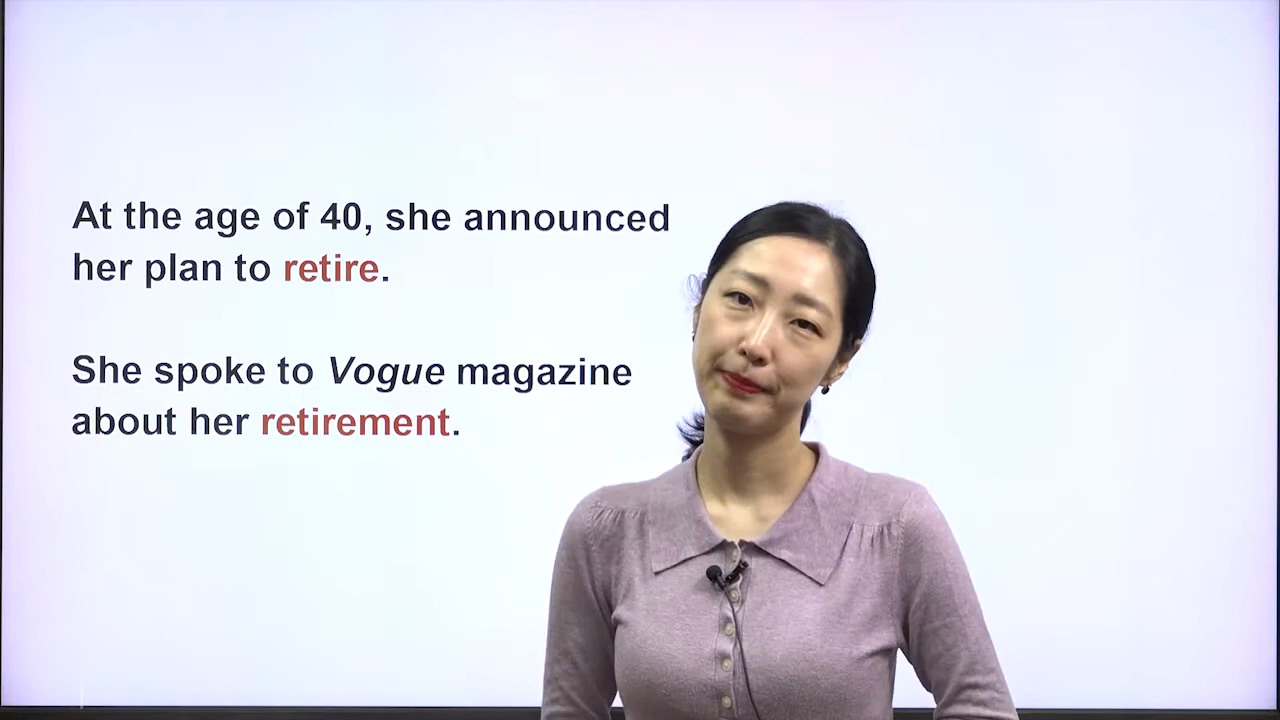 At the age of 40, she announced
her plan to retire.
She spoke to Vogue magazine
about her retirement.